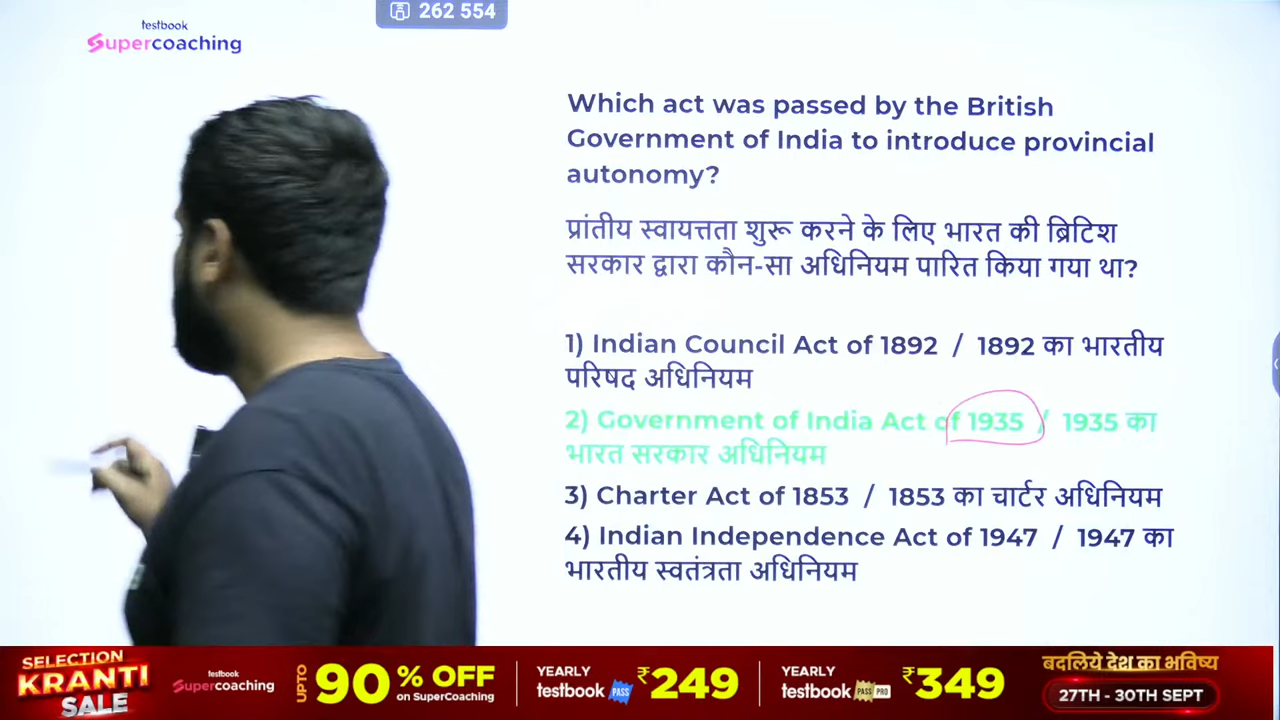 262 554
testbook
Supercoaching
Which act was passed by the British
Government of India to introduce provincial
autonomy?
प्रांतीय स्वायत्तता शुरू करने के लिए भारत की ब्रिटिश
सरकार द्वारा कौन-सा अधिनियम पारित किया गया था?
1) Indian Council Act of 1892 / 1892 का भारतीय
परिषद अधिनियम
2) Government of India Act of 1935 / 1935 का
भारत सरकार अधिनियम
3) Charter Act of 1853 / 1853 का चार्टर अधिनियम
4) Indian Independence Act of 1947 / 1947 का
भारतीय स्वतंत्रता अधिनियम
SELECTION
KRANTI
SALE
testbook
Supercoaching
UPTO 90% OFF
on SuperCoaching
YEARLY
testbook PASS
₹249
YEARLY
testbook PASS PRO
₹349
बदलिये देश का भविष्य
27TH - 30TH SEPT